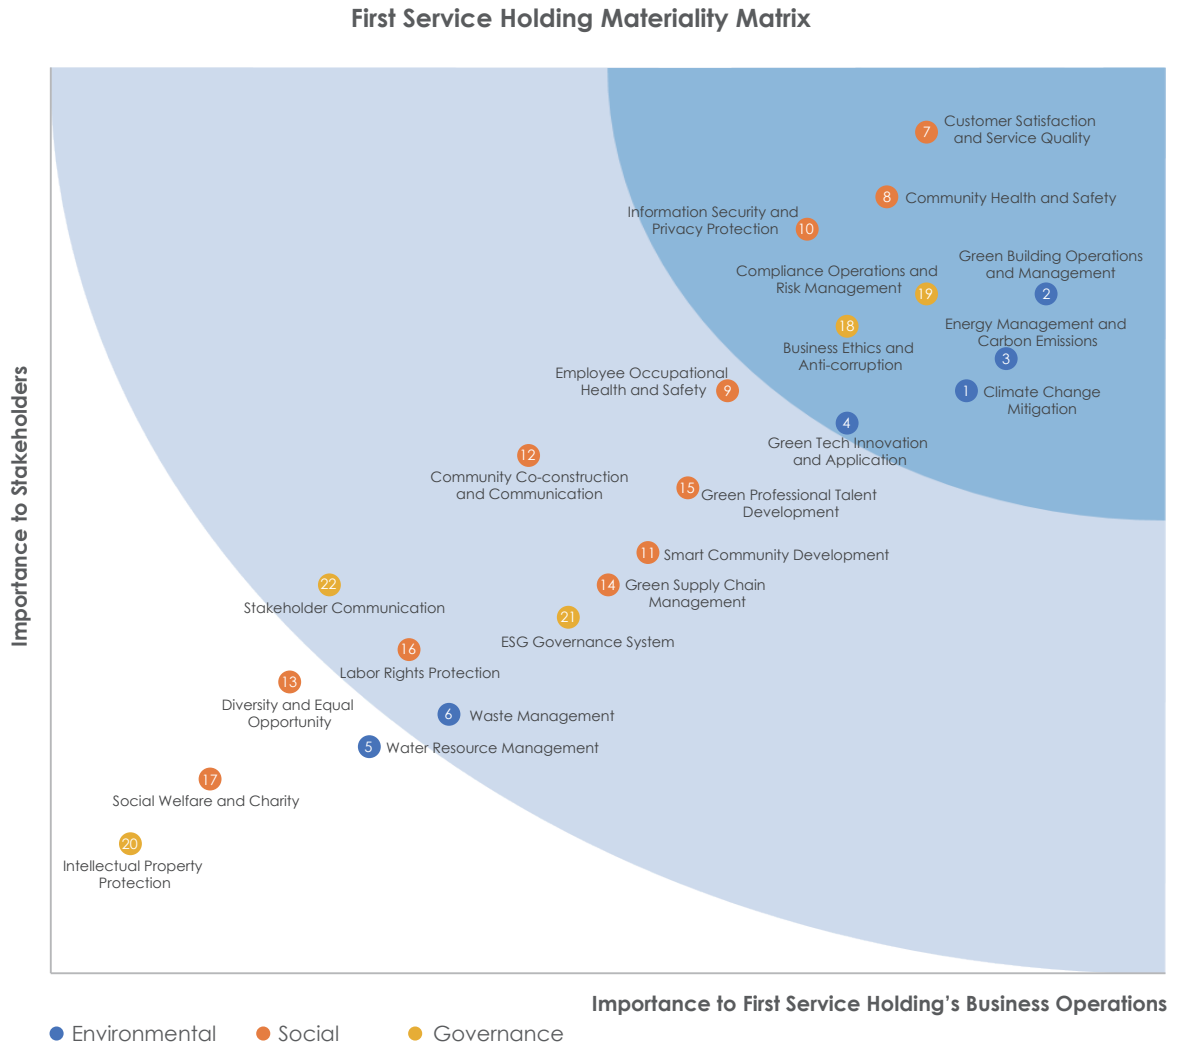 First Service Holding Materiality Matrix
7
Customer Satisfaction
and Service Quality
8
Community Health and Safety
Information Security and
Privacy Protection
10
Green Building Operations
and Management
2
Compliance Operations and
Risk Management
19
18
Business Ethics and
Anti-corruption
Energy Management and
Carbon Emissions
3
Employee Occupational
Health and Safety
9
1
Climate Change
Mitigation
4
Green Tech Innovation
and Application
12
Community Co-construction
and Communication
15
Green Professional Talent
Development
11
Smart Community Development
14
Green Supply Chain
Management
22
Stakeholder Communication
21
ESG Governance System
16
Labor Rights Protection
13
Diversity and Equal
Opportunity
6
Waste Management
5
Water Resource Management
17
Social Welfare and Charity
20
Intellectual Property
Protection
Importance to Stakeholders
Importance to First Service Holding’s Business Operations
Environmental
Social
Governance